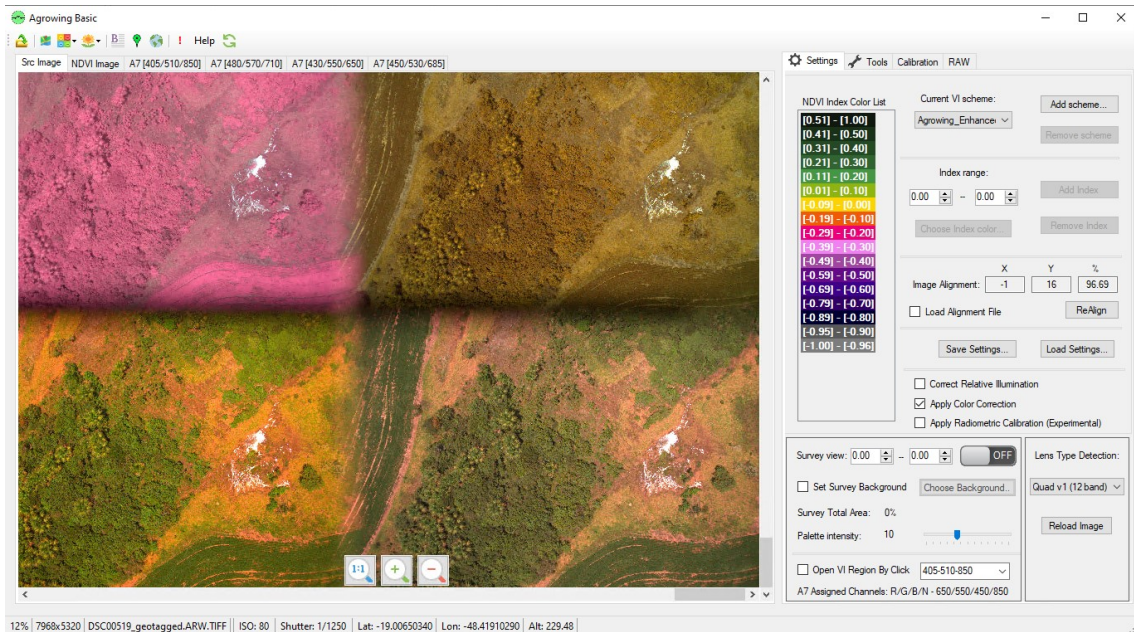 Agrowing Basic
B Help
Src Image NDVI Image A7 [405/510/850] A7 [480/570/710] A7 [430/550/650] A7 [450/530/685]
Settings Tools Calibration RAW
NDVI Index Color List
[0.51] - [1.00]
[0.41] - [0.50]
[0.31] - [0.40]
[0.21] - [0.30]
[0.11] - [0.20]
[0.01] - [0.10]
[-0.09] - [0.00]
[-0.19] - [-0.10]
[-0.29] - [-0.20]
[-0.39] - [-0.30]
[-0.49] - [-0.40]
[-0.59] - [-0.50]
[-0.69] - [-0.60]
[-0.79] - [-0.70]
[-0.89] - [-0.80]
[-0.95] - [-0.90]
[-1.00] - [-0.96]
Current VI scheme:
Agrowing_Enhance
Add scheme...
Remove scheme
Index range:
0.00 -- 0.00
Add Index
Choose Index color...
Remove Index
X Y %
Image Alignment: -1 16 96.69
Load Alignment File
ReAlign
Save Settings... Load Settings...
Correct Relative Illumination
Apply Color Correction
Apply Radiometric Calibration (Experimental)
Survey view: 0.00 -- 0.00 OFF
Set Survey Background Choose Background..
Survey Total Area: 0%
Palette intensity: 10
Open VI Region By Click 405-510-850
A7 Assigned Channels: R/G/B/N - 650/550/450/850
Lens Type Detection:
Quad v1 (12 band)
Reload Image
1:1
12% 7968x5320 DSC00519_geotagged.ARW.TIFF ISO: 80 Shutter: 1/1250 Lat: -19.00650340 Lon: -48.41910290 Alt: 229.48